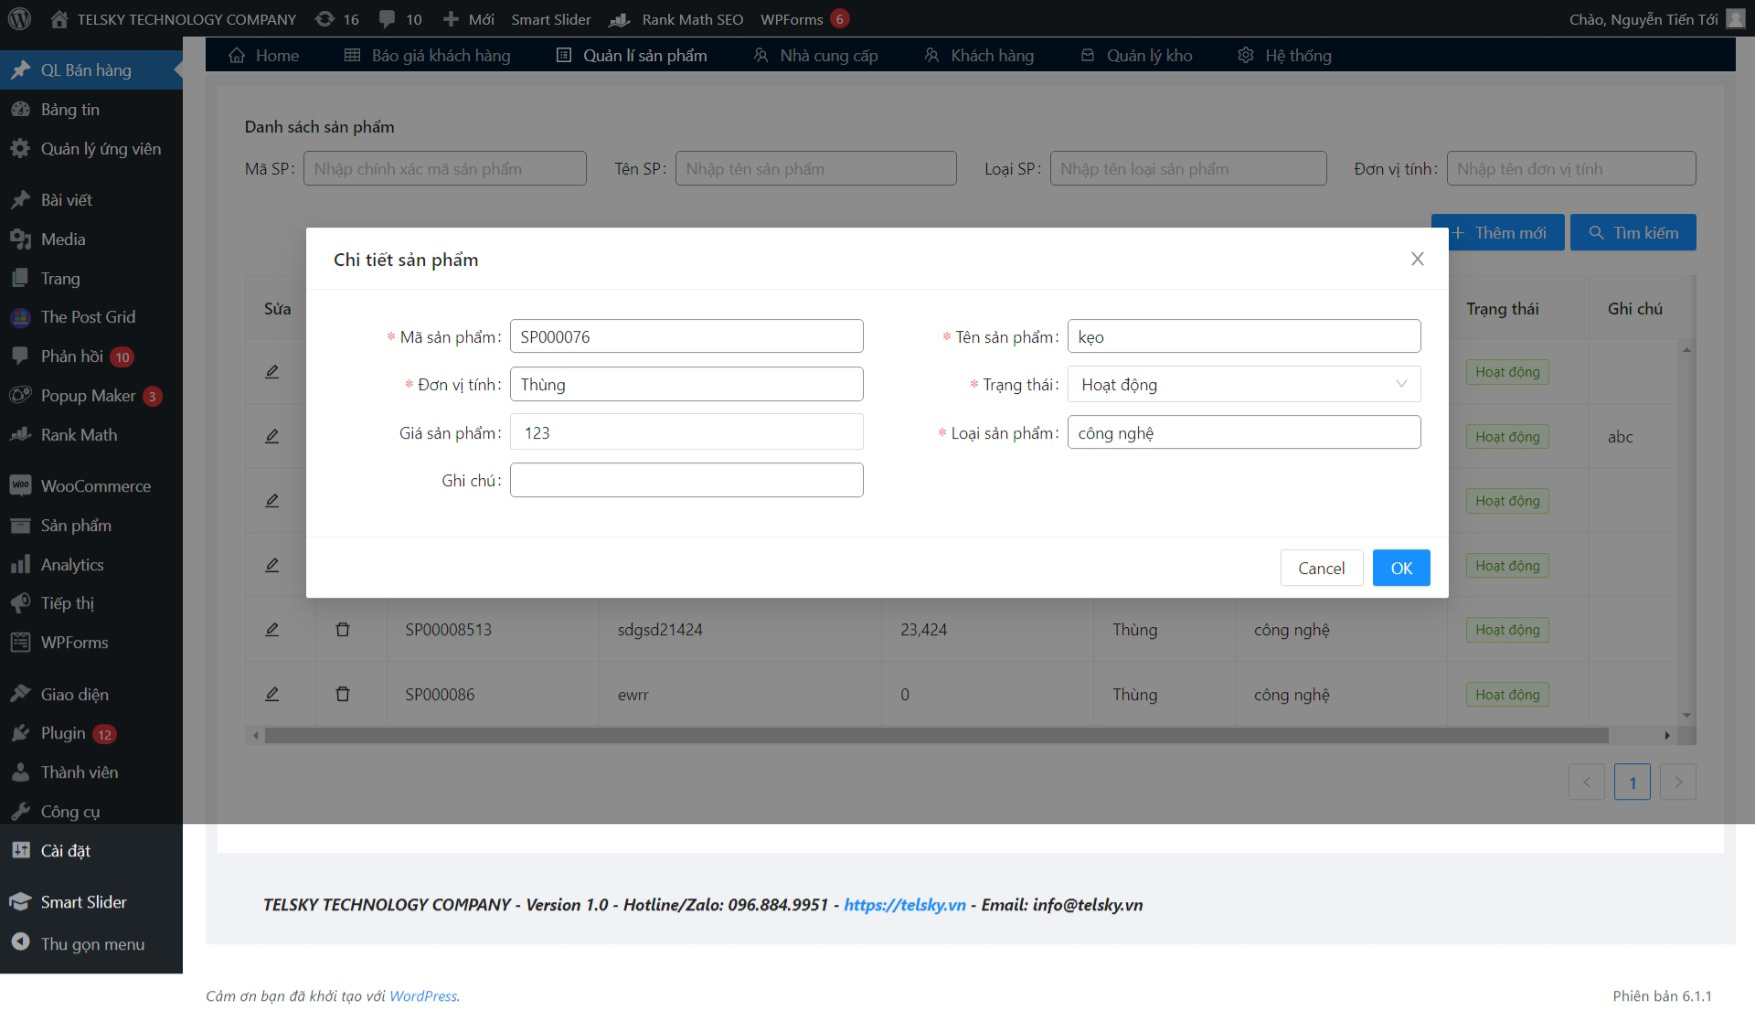 TELSKY TECHNOLOGY COMPANY 16 10 Mới Smart Slider Rank Math SEO WPForms 6 Chào, Nguyễn Tiến Tới
QL Bán hàng
Bảng tin
Quản lý ứng viên
Bài viết
Media
Trang
The Post Grid
Phản hồi 10
Popup Maker 3
Rank Math
WooCommerce
Sản phẩm
Analytics
Tiếp thị
WPForms
Giao diện
Plugin 12
Thành viên
Công cụ
Cài đặt
Smart Slider
Thu gọn menu
Home Báo giá khách hàng Quản lí sản phẩm Nhà cung cấp Khách hàng Quản lý kho Hệ thống
Danh sách sản phẩm
Mã SP: Nhập chính xác mã sản phẩm Tên SP: Nhập tên sản phẩm Loại SP: Nhập tên loại sản phẩm Đơn vị tính: Nhập tên đơn vị tính
Thêm mới Tìm kiếm
Chi tiết sản phẩm
* Mã sản phẩm: SP000076 * Tên sản phẩm: kẹo
* Đơn vị tính: Thùng * Trạng thái: Hoạt động
Giá sản phẩm: 123 * Loại sản phẩm: công nghệ
Ghi chú:
Cancel OK
Sửa Trạng thái Ghi chú
Hoạt động
Hoạt động abc
Hoạt động
Hoạt động
SP00008513 sdgsd21424 23,424 Thùng công nghệ Hoạt động
SP000086 ewrr 0 Thùng công nghệ Hoạt động
< 1 >
TELSKY TECHNOLOGY COMPANY - Version 1.0 - Hotline/Zalo: 096.884.9951 - https://telsky.vn - Email: info@telsky.vn
Cảm ơn bạn đã khởi tạo với WordPress. Phiên bản 6.1.1